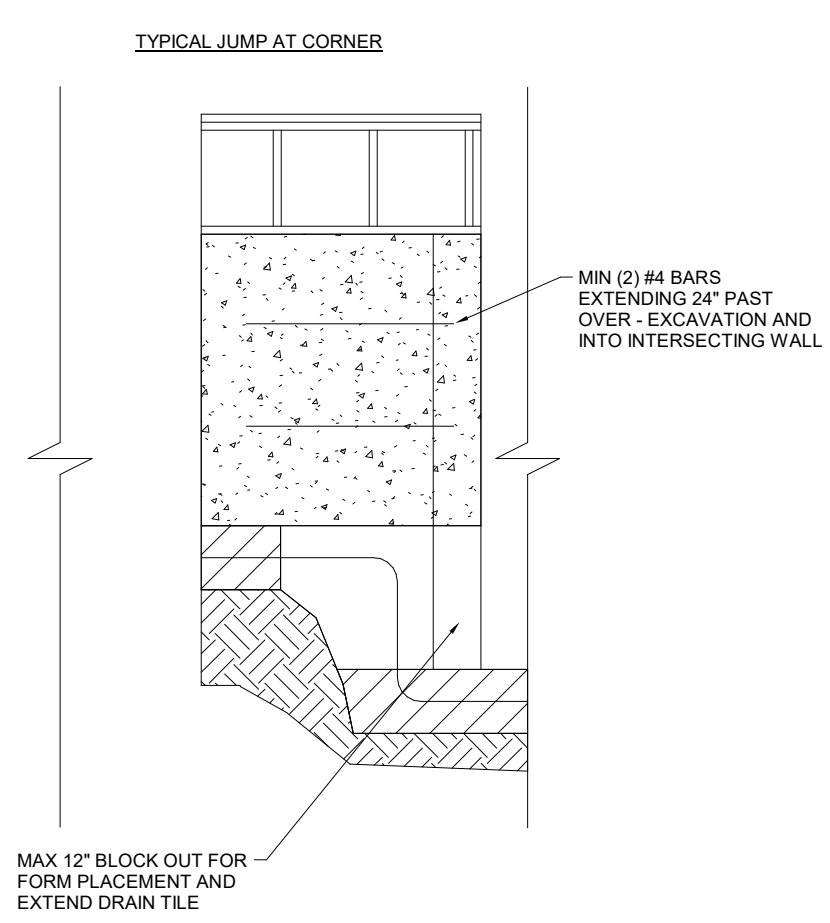 TYPICAL JUMP AT CORNER
MIN (2) #4 BARS
EXTENDING 24" PAST
OVER - EXCAVATION AND
INTO INTERSECTING WALL
MAX 12" BLOCK OUT FOR
FORM PLACEMENT AND
EXTEND DRAIN TILE